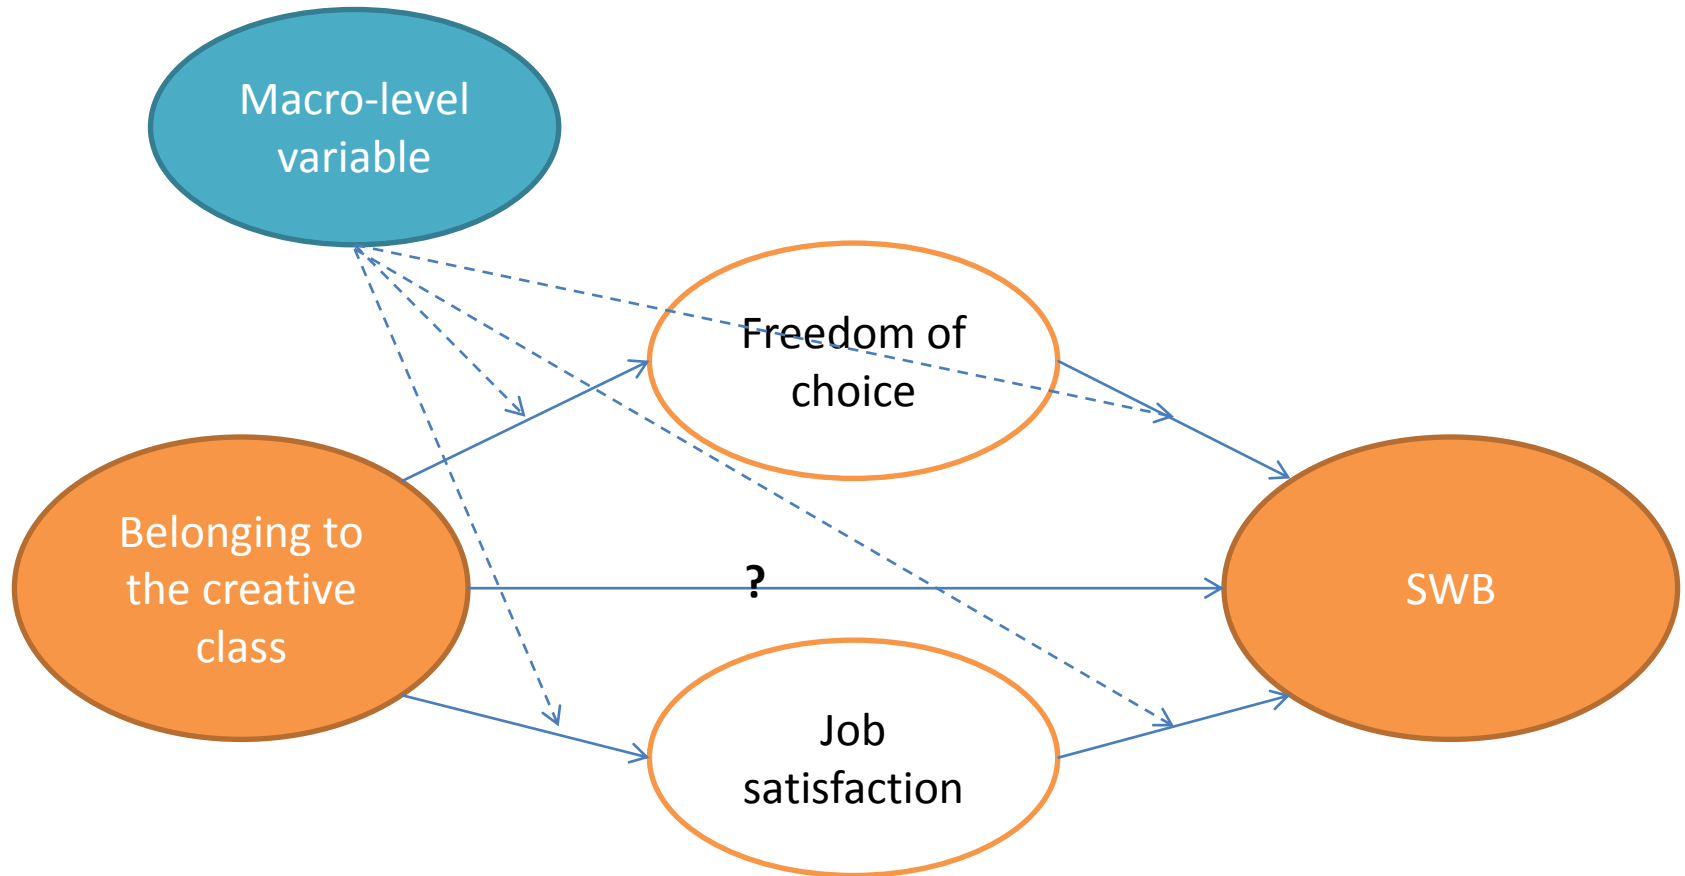 Macro-level
variable
Freedom of
choice
Belonging to
the creative
class
?
SWB
Job
satisfaction